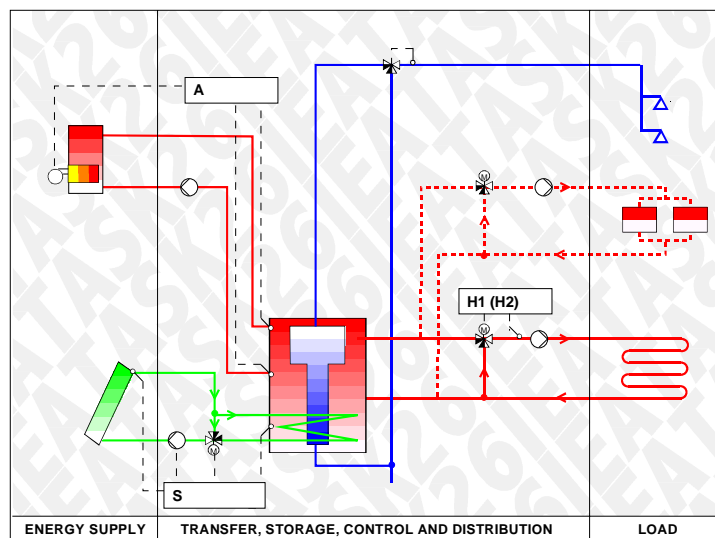 A
M
H1 (H2)
M
M
S
ENERGY SUPPLY
TRANSFER, STORAGE, CONTROL AND DISTRIBUTION
LOAD